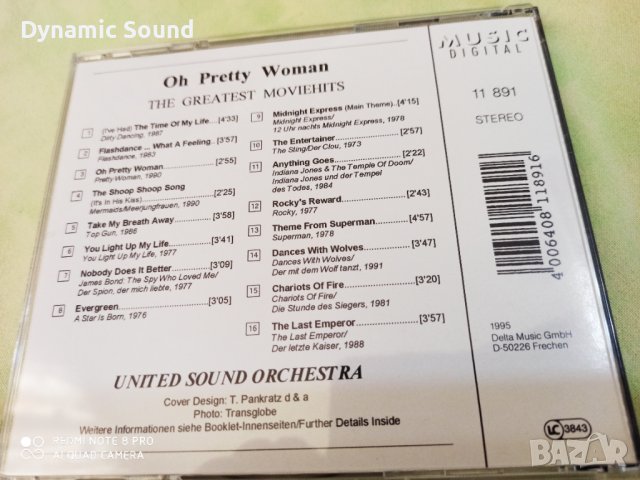 Dynamic Sound
MUSIC
DIGITAL
11 891
STEREO
Oh Pretty Woman
THE GREATEST MOVIEHITS
1 (I've Had) The Time Of My Life....[4'33]
Dirty Dancing, 1987
2 Flashdance ... What A Feeling..[3'57]
Flashdance, 1983
3 Oh Pretty Woman..................[2'55]
Pretty Woman, 1990
4 The Shoop Shoop Song
(It's In His Kiss)........................[2'25]
Mermaids/Meerjungfrauen, 1990
5 Take My Breath Away..............[3'58]
Top Gun, 1986
6 You Light Up My Life...............[3'41]
You Light Up My Life, 1977
7 Nobody Does It Better.............[3'09]
James Bond: The Spy Who Loved Me/
Der Spion, der mich liebte, 1977
8 Evergreen..............................[3'05]
A Star Is Born, 1976
9 Midnight Express (Main Theme)..[4'15]
Midnight Express/
12 Uhr nachts Midnight Express, 1978
10 The Entertainer.....................[2'57]
The Sting/Der Clou, 1973
11 Anything Goes.......................[2'22]
Indiana Jones & The Temple Of Doom/
Indiana Jones und der Tempel
des Todes, 1984
12 Rocky's Reward.....................[2'43]
Rocky, 1977
13 Theme From Superman...........[4'57]
Superman, 1978
14 Dances With Wolves...............[3'47]
Dances With Wolves/
Der mit dem Wolf tanzt, 1991
15 Chariots Of Fire.....................[3'20]
Chariots Of Fire/
Die Stunde des Siegers, 1981
16 The Last Emperor...................[3'57]
The Last Emperor/
Der letzte Kaiser, 1988
4 006408 118916
1995
Delta Music GmbH
D-50226 Frechen
UNITED SOUND ORCHESTRA
Cover Design: T. Pankratz d & a
Photo: Transglobe
Weitere Informationen siehe Booklet-Innenseiten/Further Details Inside
LC 3843
REDMI NOTE 8 PRO
AI QUAD CAMERA
BAZAR